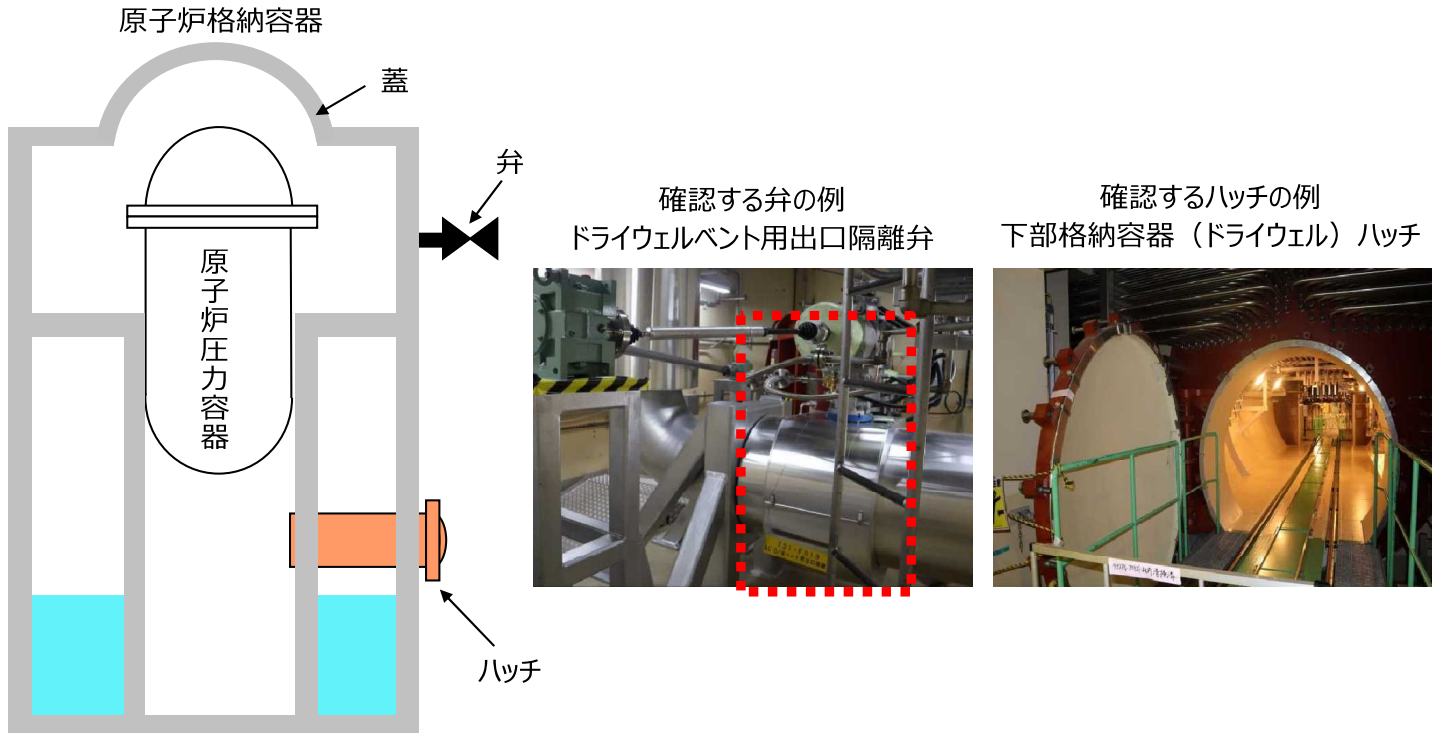 原子炉格納容器
蓋
弁
確認する弁の例
ドライウェルベント用出口隔離弁
確認するハッチの例
下部格納容器（ドライウェル）ハッチ
原子炉圧力容器
ハッチ